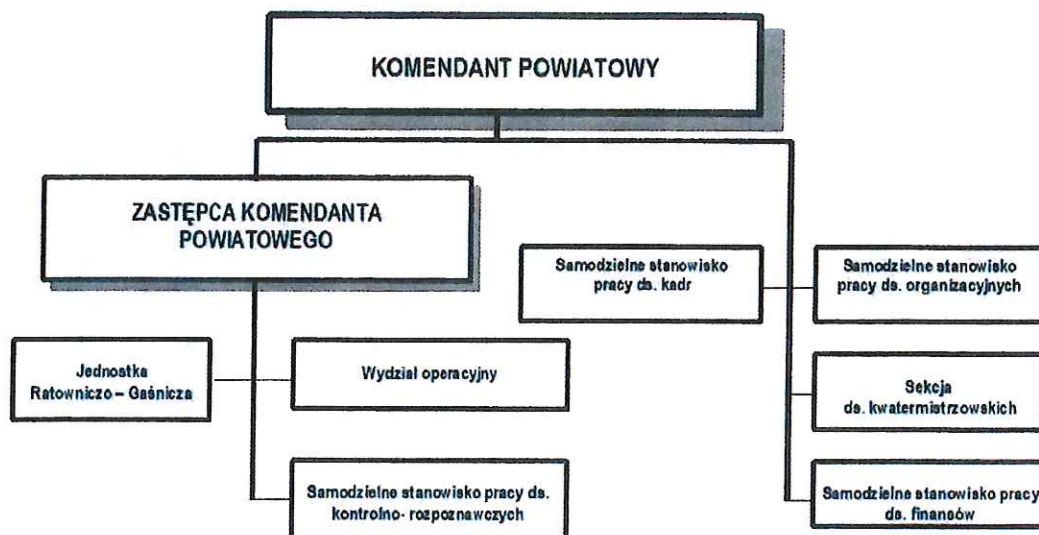 KOMENDANT POWIATOWY
ZASTĘPCA KOMENDANTA
POWIATOWEGO
Samodzielne stanowisko
pracy ds. kadr
Samodzielne stanowisko
pracy ds. organizacyjnych
Jednostka
Ratowniczo – Gaśnicza
Wydział operacyjny
Sekcja
ds. kwatermistrzowskich
Samodzielne stanowisko pracy ds.
kontrolno- rozpoznawczych
Samodzielne stanowisko pracy
ds. finansów